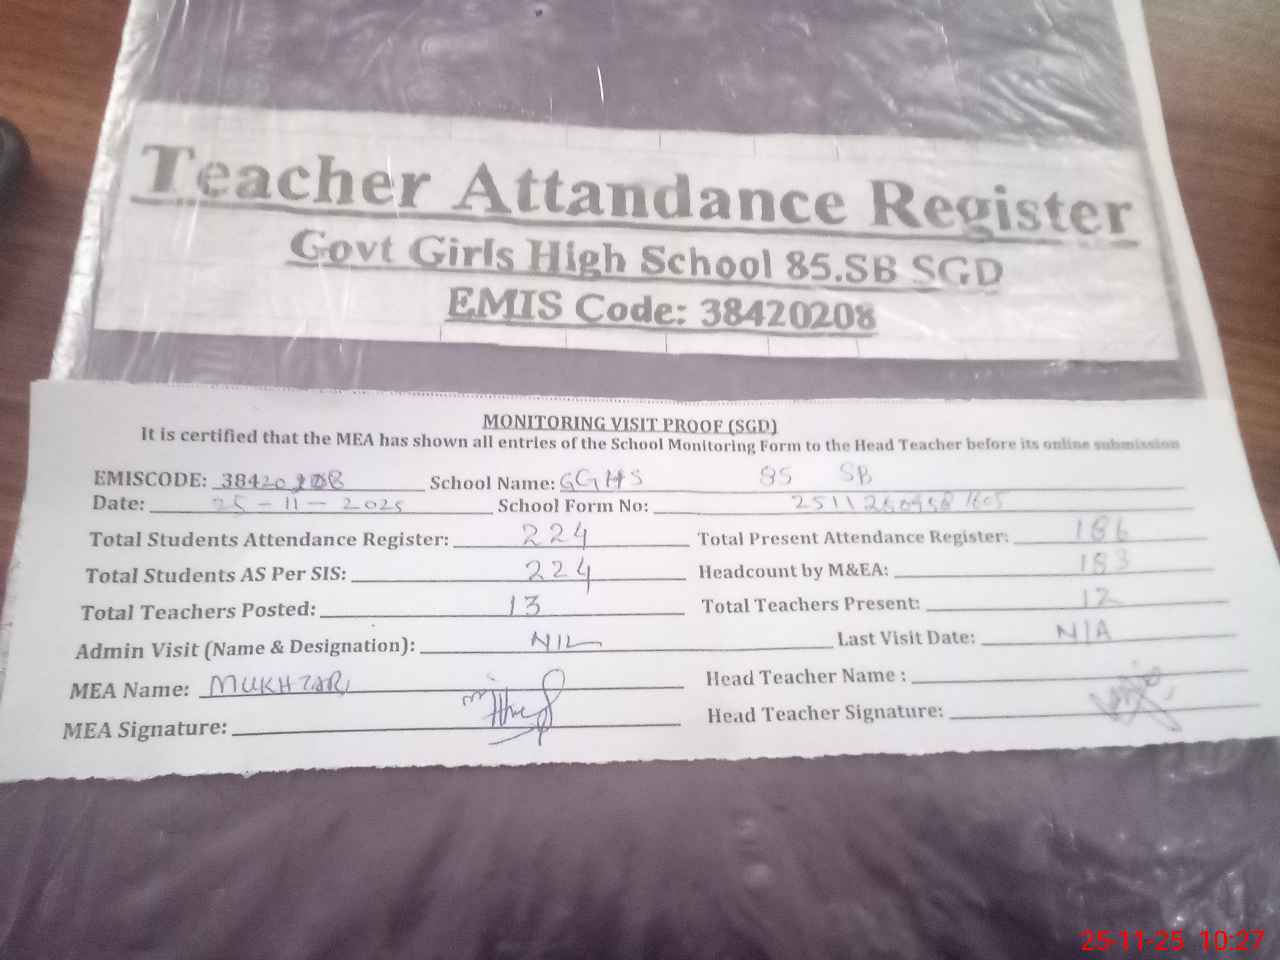 Teacher Attandance Register
Govt Girls High School 85.SB SGD
EMIS Code: 38420208
MONITORING VISIT PROOF (SGD)
It is certified that the MEA has shown all entries of the School Monitoring Form to the Head Teacher before its online submission
EMISCODE: 38420208 School Name: GGHS 85 SB
Date: 25-11-2025 School Form No:
Total Students Attendance Register: 224 Total Present Attendance Register: 186
Total Students AS Per SIS: 224 Headcount by M&EA: 183
Total Teachers Posted: 13 Total Teachers Present: 12
Admin Visit (Name & Designation): NIL Last Visit Date: N/A
MEA Name: MUKHTAR Head Teacher Name :
MEA Signature: Head Teacher Signature:
25-11-25 10:27